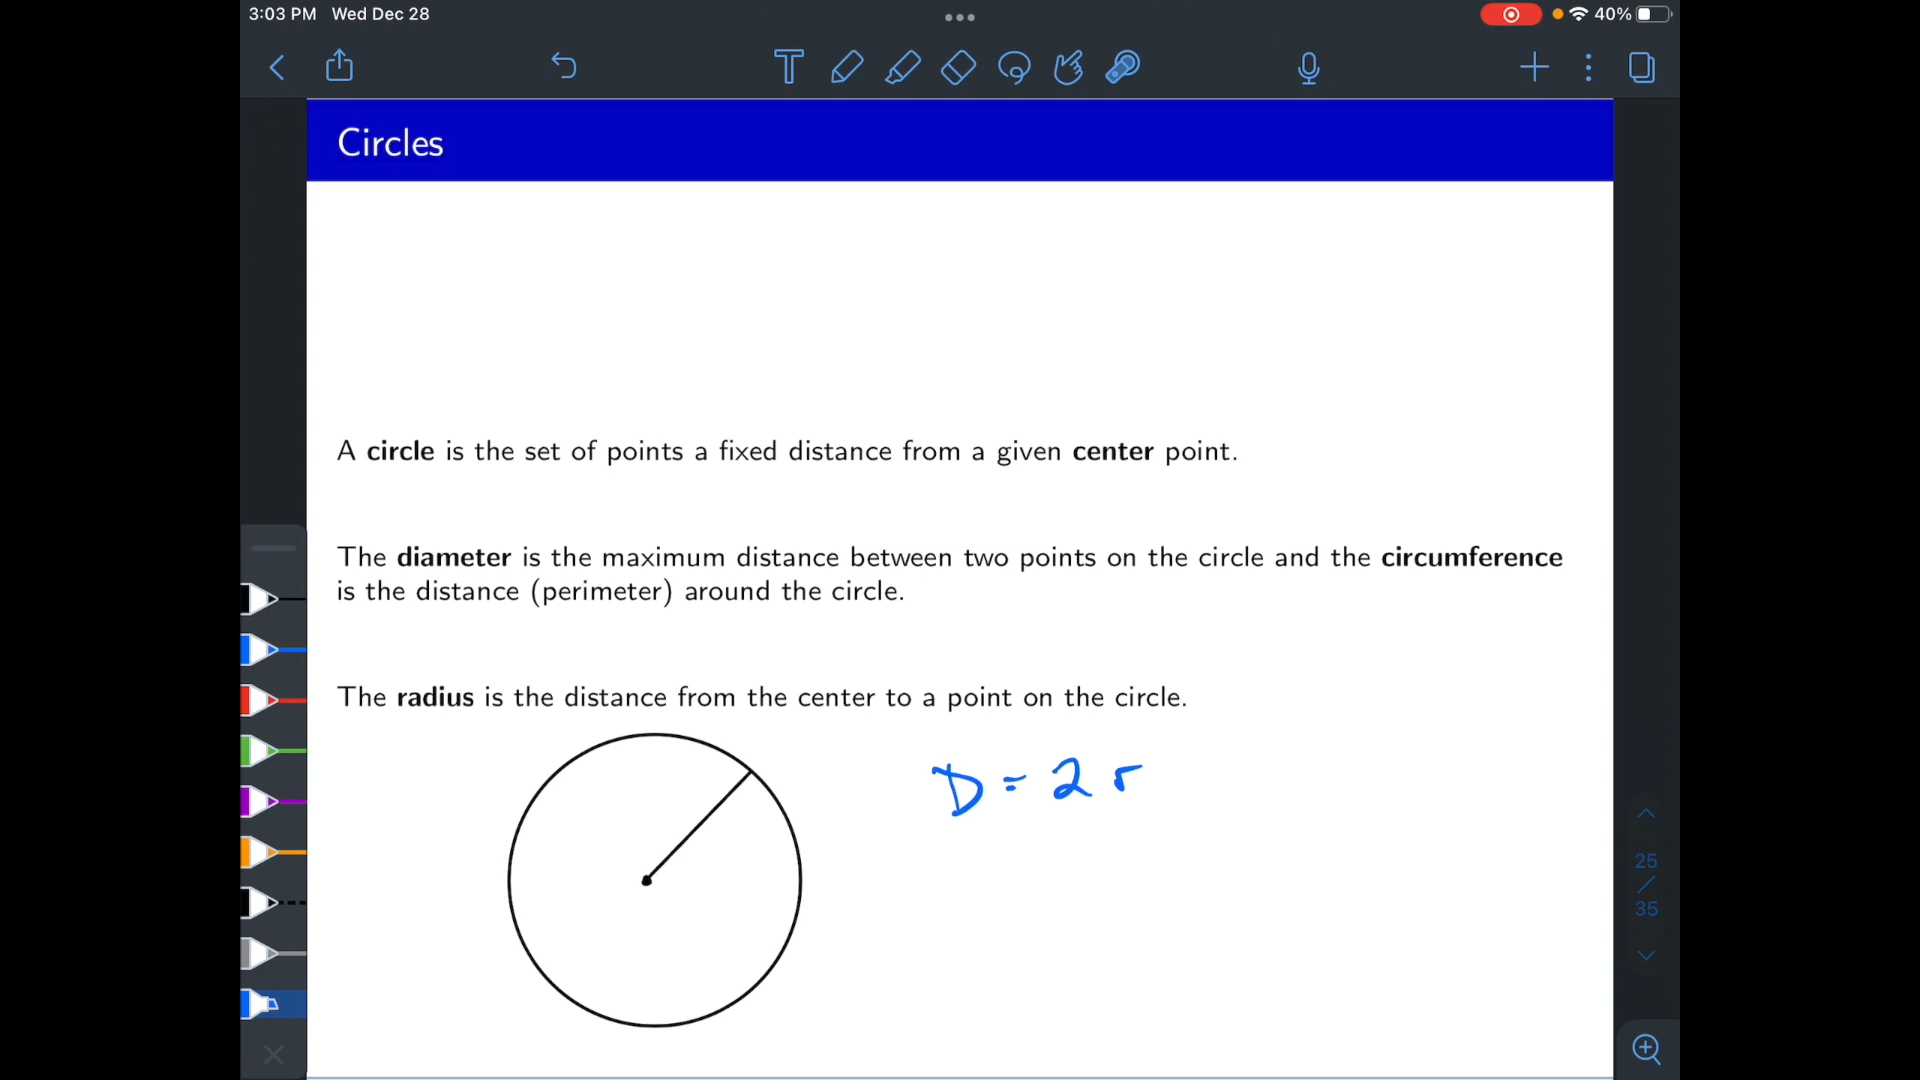 3:03 PM Wed Dec 28
40%
Circles
A circle is the set of points a fixed distance from a given center point.
The diameter is the maximum distance between two points on the circle and the circumference
is the distance (perimeter) around the circle.
The radius is the distance from the center to a point on the circle.
D = 2 r
25
/
35